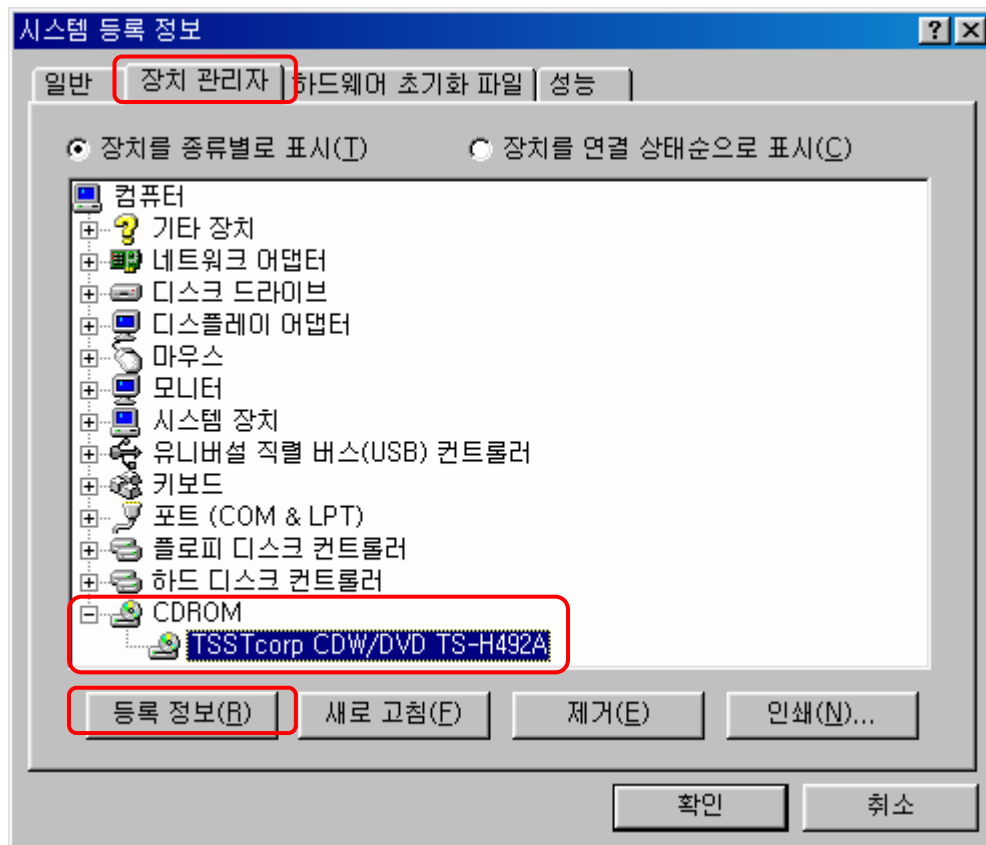 시스템 등록 정보
일반 장치 관리자 하드웨어 초기화 파일 성능
장치를 종류별로 표시(T) 장치를 연결 상태순으로 표시(C)
컴퓨터
기타 장치
네트워크 어댑터
디스크 드라이브
디스플레이 어댑터
마우스
모니터
시스템 장치
유니버설 직렬 버스(USB) 컨트롤러
키보드
포트 (COM & LPT)
플로피 디스크 컨트롤러
하드 디스크 컨트롤러
CDROM
TSSTcorp CDW/DVD TS-H492A
등록 정보(R) 새로 고침(F) 제거(E) 인쇄(N)...
확인 취소